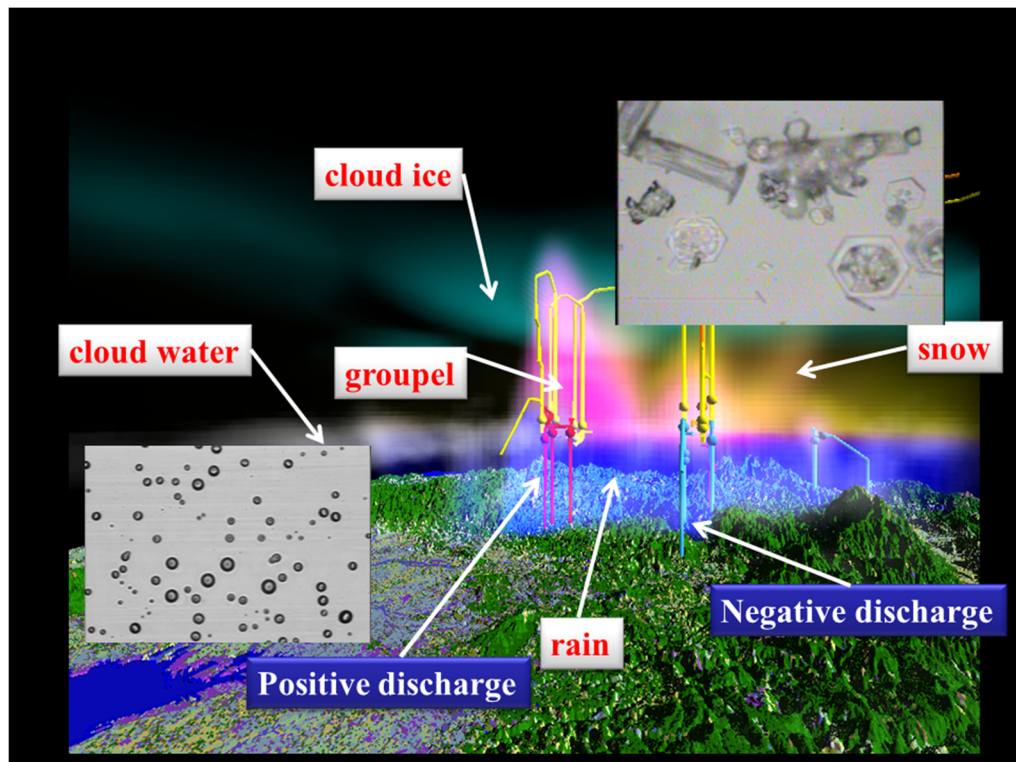 cloud ice
cloud water
groupel
snow
Negative discharge
rain
Positive discharge